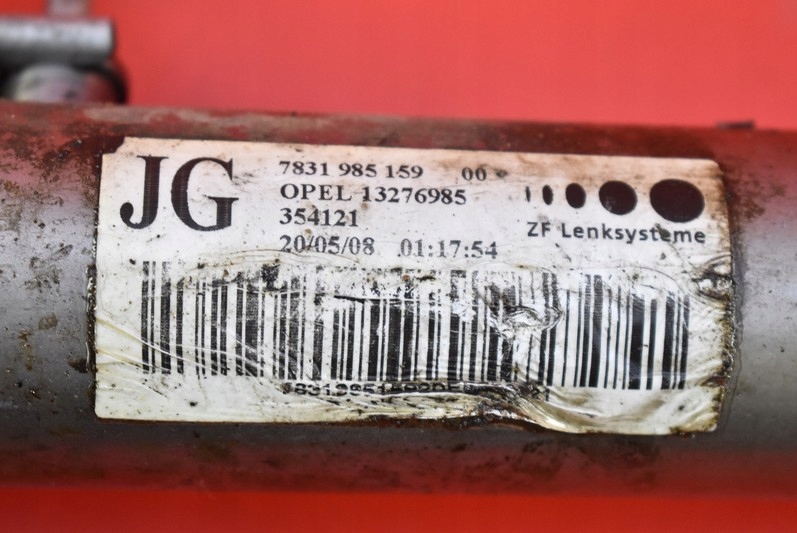 JG
7831 985 159 00
OPEL 13276985
354121
20/05/08 01:17:54
ZF Lenksysteme